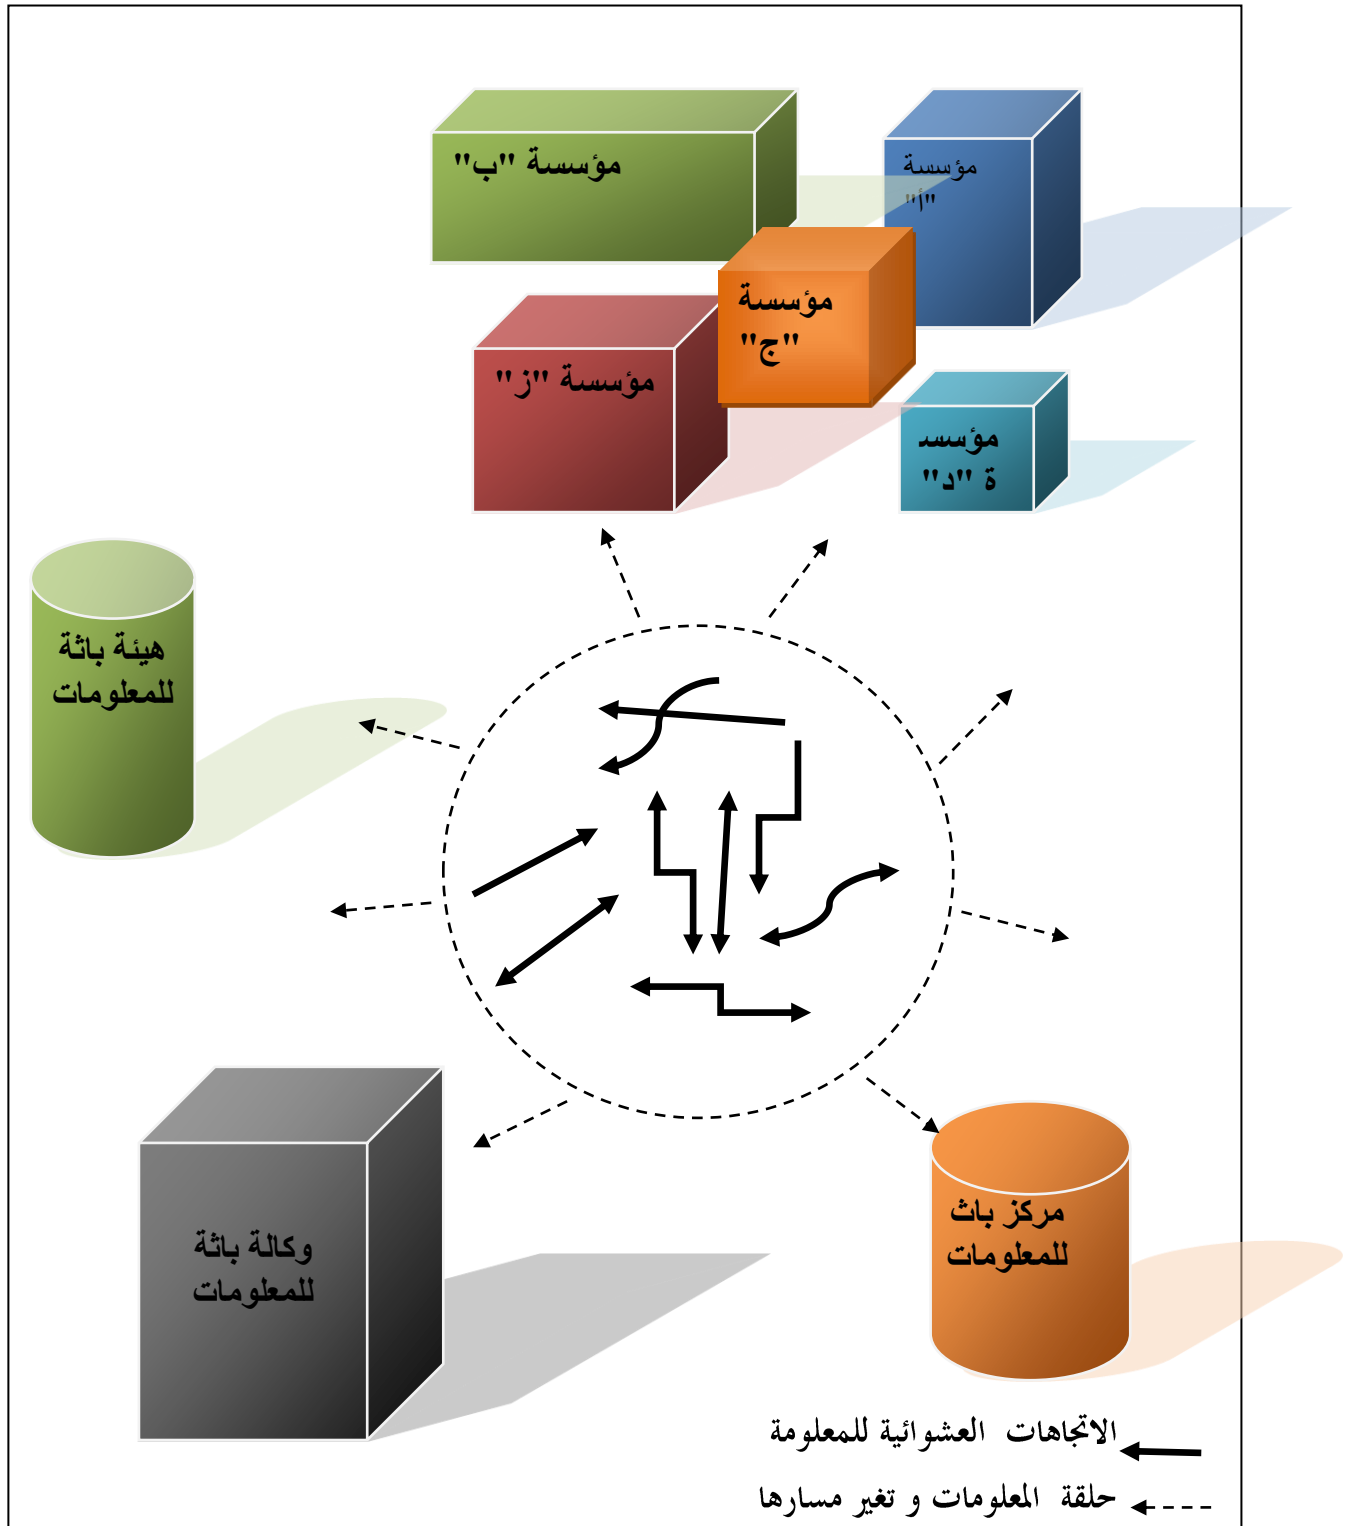 مؤسسة "ب"
مؤسسة
"أ"
مؤسسة
"ج"
مؤسسة "ز"
مؤسسـ
ة "د"
هيئة باثة
للمعلومات
مركز باث
للمعلومات
وكالة باثة
للمعلومات
الاتجاهات العشوائية للمعلومة
حلقة المعلومات و تغير مسارها